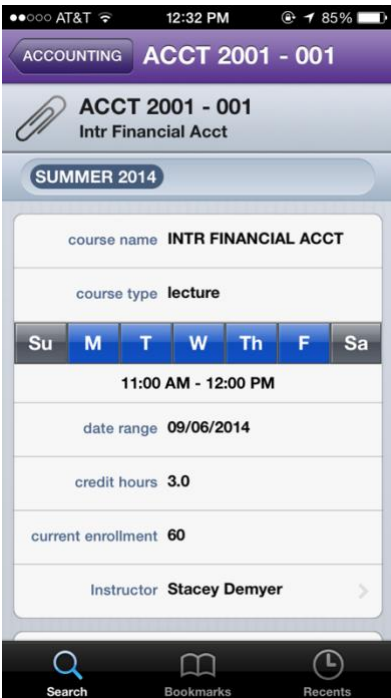 AT&T 12:32 PM 85%
ACCOUNTING ACCT 2001 - 001
ACCT 2001 - 001
Intr Financial Acct
SUMMER 2014
course name INTR FINANCIAL ACCT
course type lecture
Su M T W Th F Sa
11:00 AM - 12:00 PM
date range 09/06/2014
credit hours 3.0
current enrollment 60
Instructor Stacey Demyer
Search Bookmarks Recents